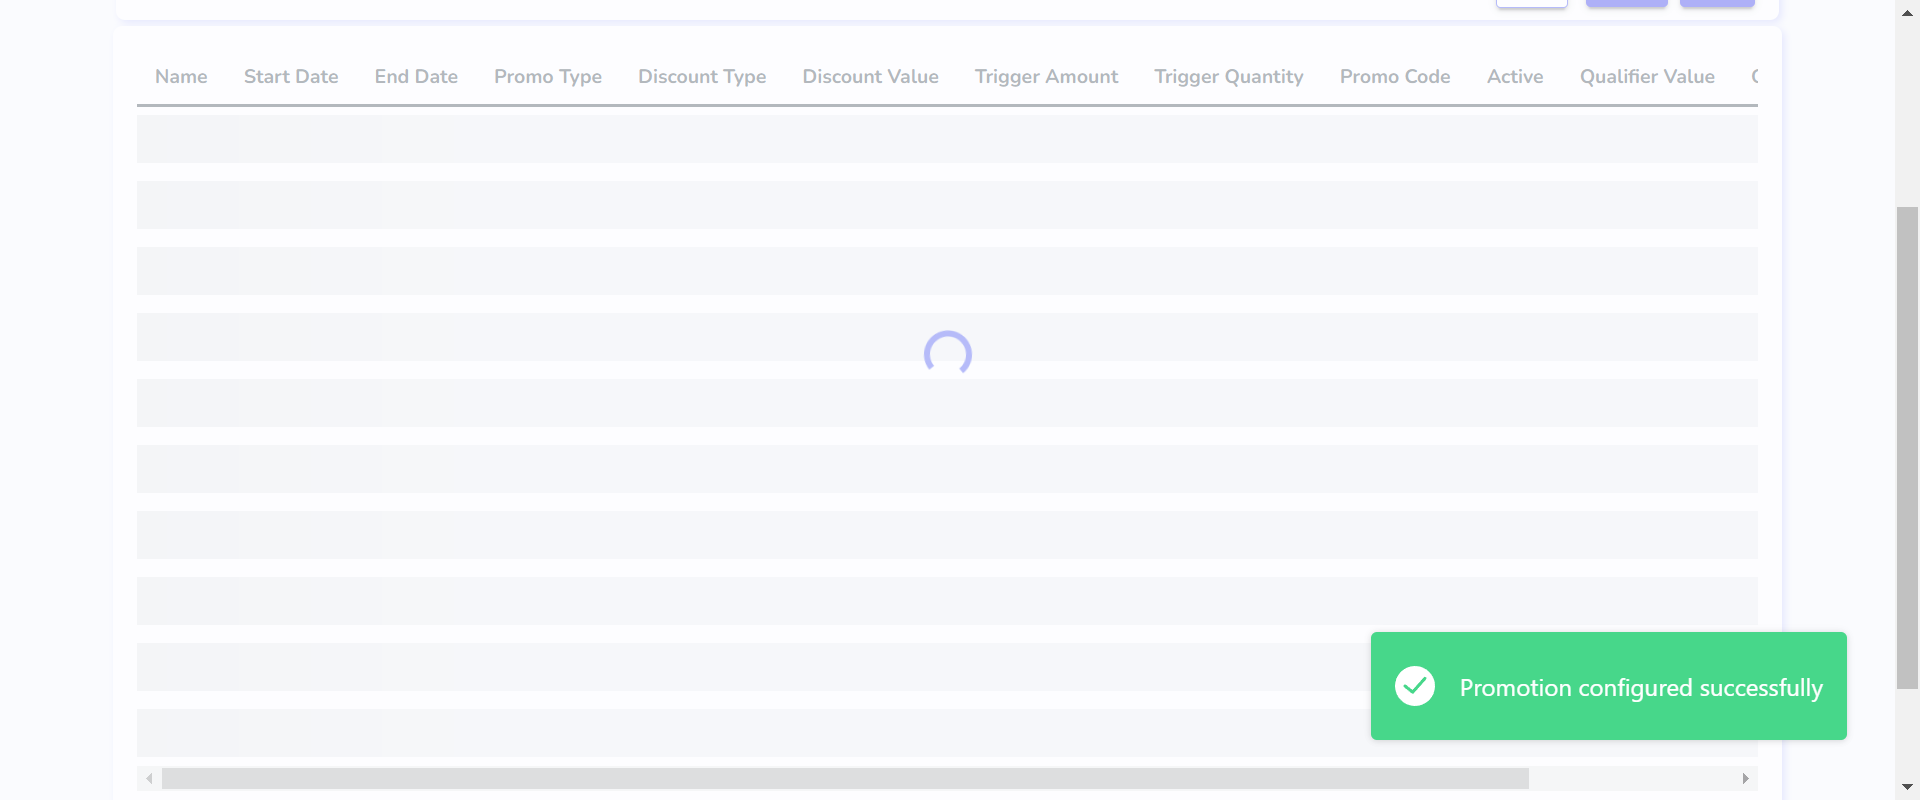 Name Start Date End Date Promo Type Discount Type Discount Value Trigger Amount Trigger Quantity Promo Code Active Qualifier Value
Promotion configured successfully